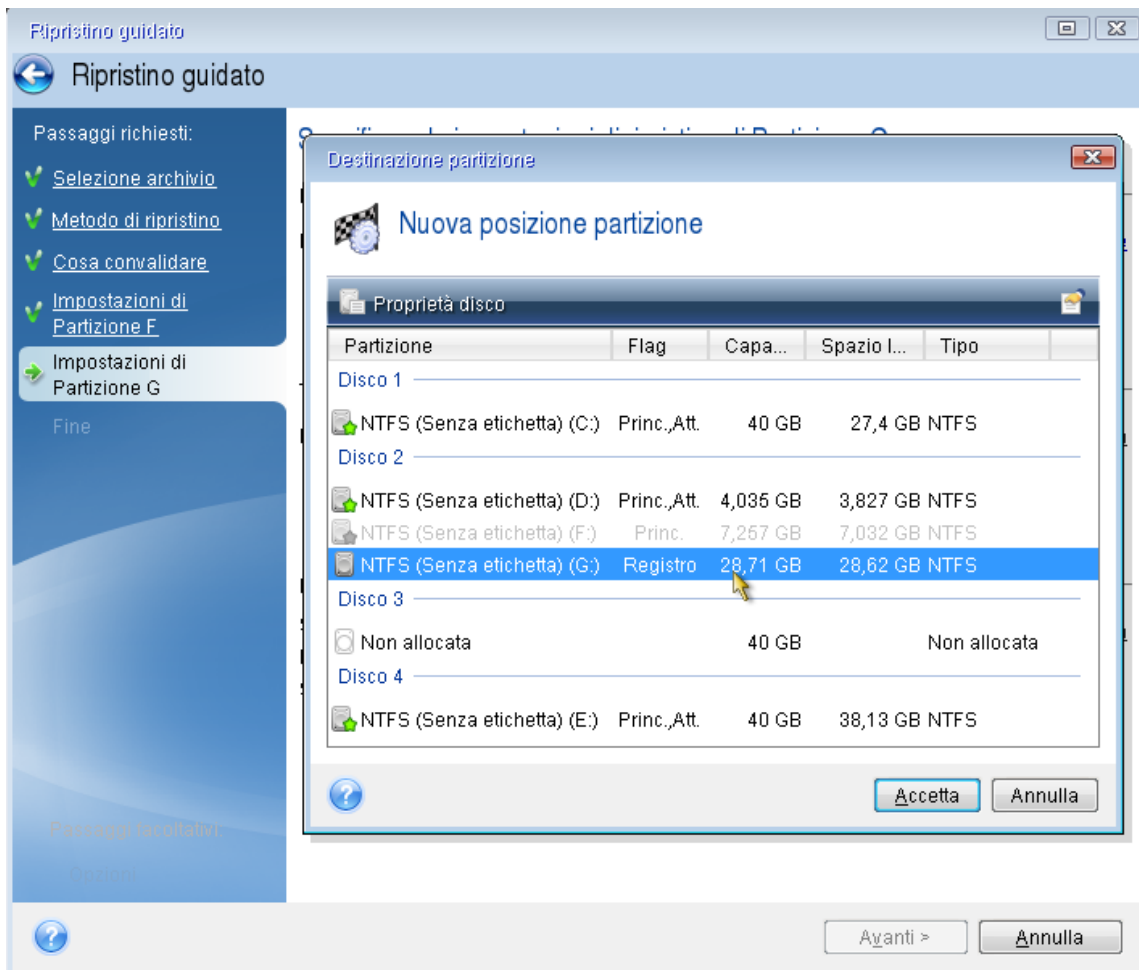 Ripristino guidato
Ripristino guidato
Passaggi richiesti:
Selezione archivio
Metodo di ripristino
Cosa convalidare
Impostazioni di
Partizione F
Impostazioni di
Partizione G
Fine
Passaggi facoltativi:
Opzioni
Destinazione partizione
Nuova posizione partizione
Proprietà disco
Partizione Flag Capa... Spazio l... Tipo
Disco 1
NTFS (Senza etichetta) (C:) Princ.,Att. 40 GB 27,4 GB NTFS
Disco 2
NTFS (Senza etichetta) (D:) Princ.,Att. 4,035 GB 3,827 GB NTFS
NTFS (Senza etichetta) (F:) Princ. 7,257 GB 7,032 GB NTFS
NTFS (Senza etichetta) (G:) Registro 28,71 GB 28,62 GB NTFS
Disco 3
Non allocata 40 GB Non allocata
Disco 4
NTFS (Senza etichetta) (E:) Princ.,Att. 40 GB 38,13 GB NTFS
Accetta Annulla
Avanti > Annulla